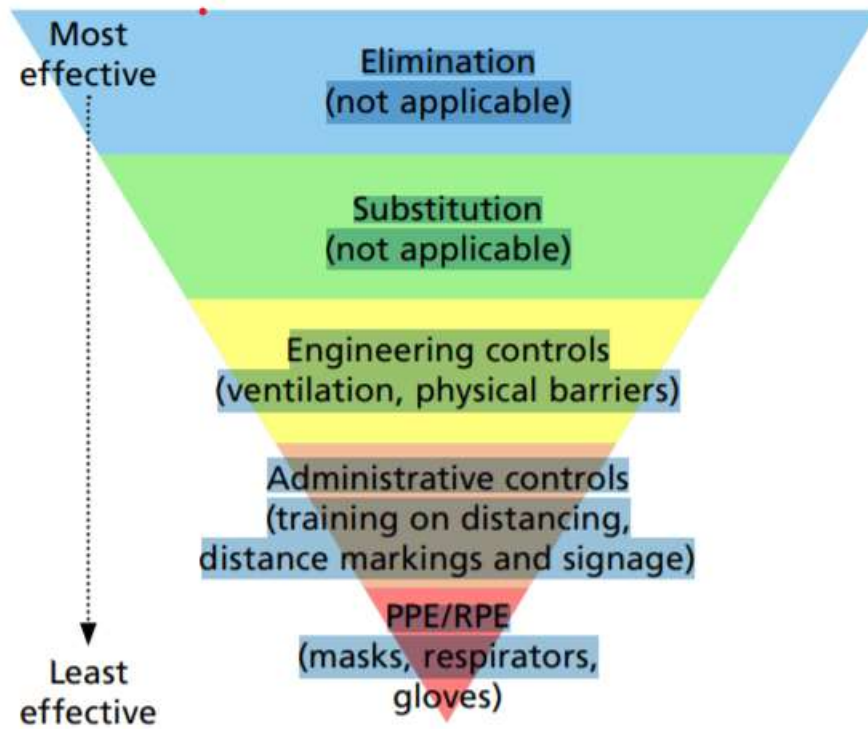 Most
effective
Elimination
(not applicable)
Substitution
(not applicable)
Engineering controls
(ventilation, physical barriers)
Administrative controls
(training on distancing,
distance markings and signage)
PPE/RPE
(masks, respirators,
gloves)
Least
effective